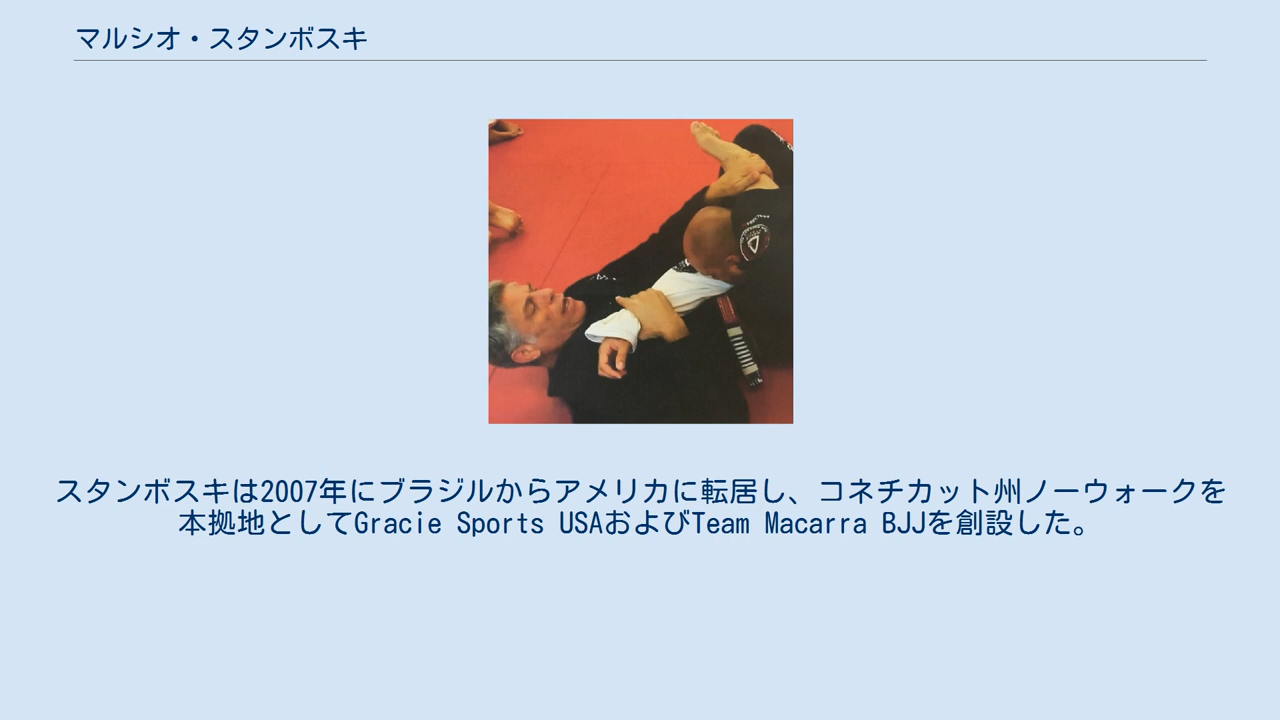 マルシオ・スタンボスキ
スタンボスキは2007年にブラジルからアメリカに転居し、コネチカット州ノーウォークを
本拠地としてGracie Sports USAおよびTeam Macarra BJJを創設した。